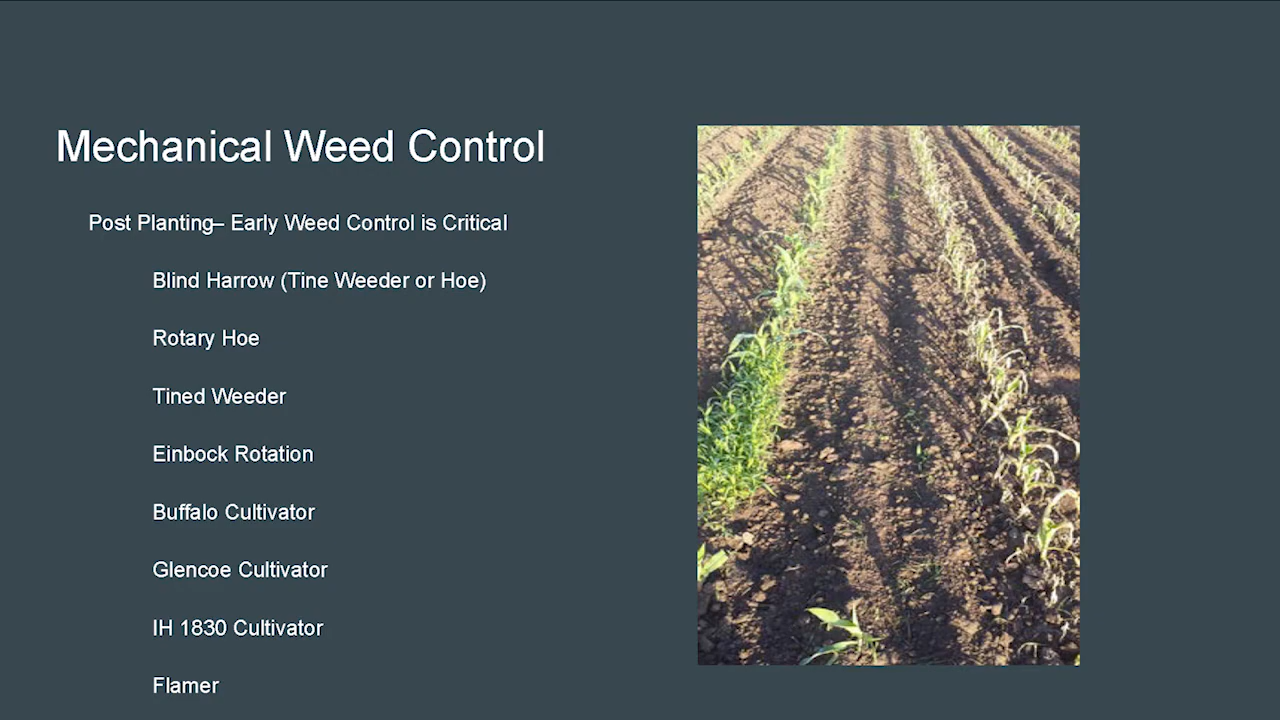 Mechanical Weed Control
Post Planting– Early Weed Control is Critical
Blind Harrow (Tine Weeder or Hoe)
Rotary Hoe
Tined Weeder
Einbock Rotation
Buffalo Cultivator
Glencoe Cultivator
IH 1830 Cultivator
Flamer